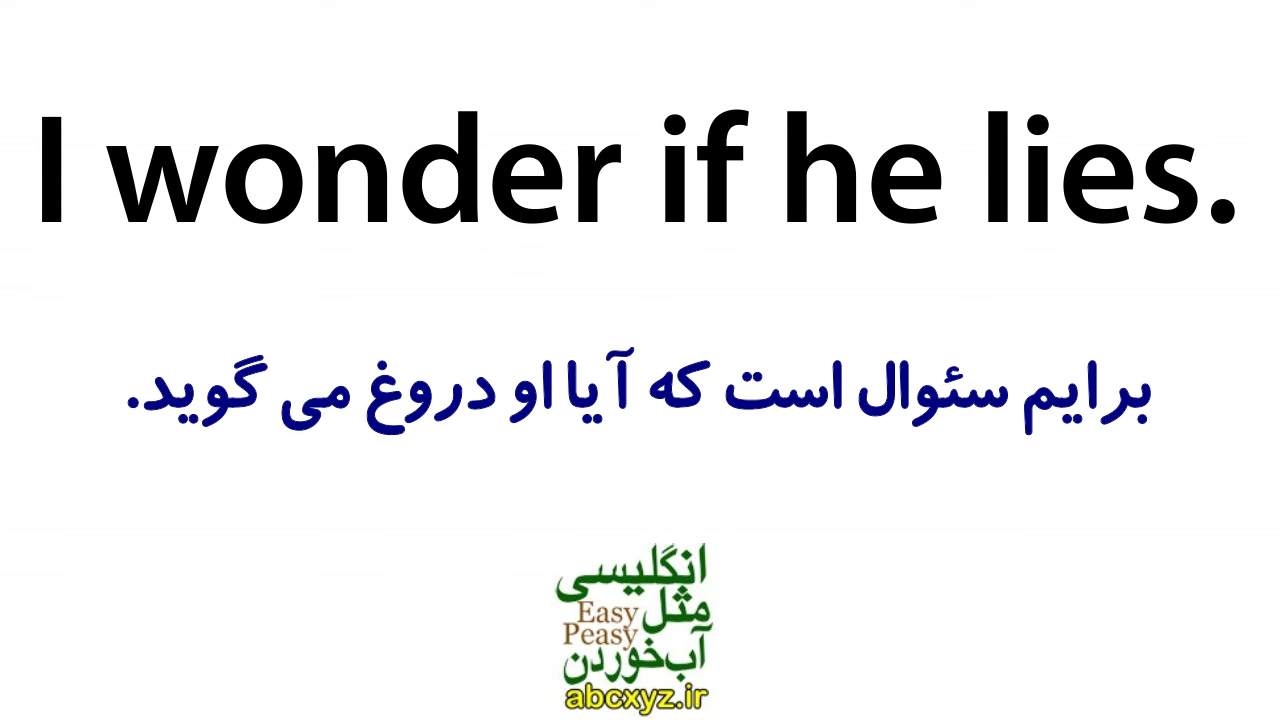 I wonder if he lies.
برایم سئوال است که آیا او دروغ می گوید.
انگلیسی
مثل
Easy
Peasy
آب خوردن
abcxyz.ir